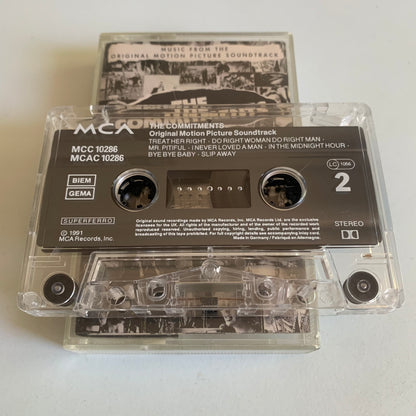 MUSIC FROM THE
ORIGINAL MOTION PICTURE SOUNDTRACK
THE
MCA
THE COMMITMENTS
Original Motion Picture Soundtrack
MCC 10286
MCAC 10286
TREAT HER RIGHT · DO RIGHT WOMAN DO RIGHT MAN ·
MR. PITIFUL · I NEVER LOVED A MAN · IN THE MIDNIGHT HOUR ·
BYE BYE BABY · SLIP AWAY
BIEM
GEMA
LC 1056
2
SUPERFERRO
℗ 1991
MCA Records, Inc.
STEREO
Original sound recordings made by MCA Records, Inc. MCA Records Ltd. are the exclusive
licensees for the UK. All rights of the manufacturer and of the owner of the recorded work
reproduced reserved. Unauthorised copying, hiring, lending, public performance and
broadcasting of this tape prohibited. For full copyright details see accompanying inlay card.
Made in Germany / Fabriqué en Allemagne.